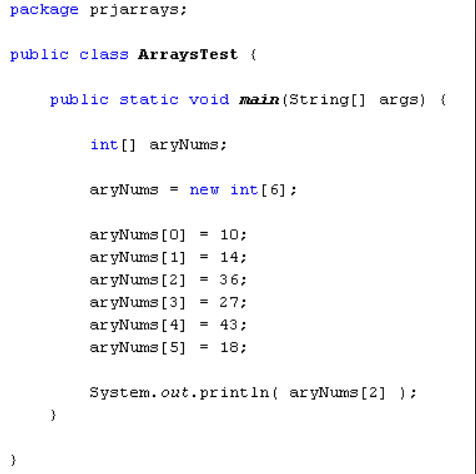 package prjarrays;
public class ArraysTest {
public static void main(String[] args) {
int[] aryNums;
aryNums = new int[6];
aryNums[0] = 10;
aryNums[1] = 14;
aryNums[2] = 36;
aryNums[3] = 27;
aryNums[4] = 43;
aryNums[5] = 18;
System.out.println( aryNums[2] );
}
}